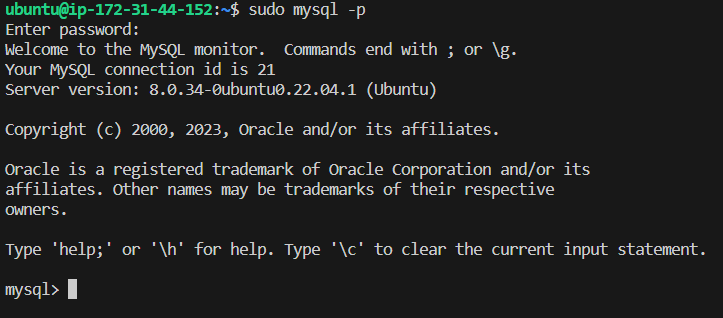 ubuntu@ip-172-31-44-152:~$ sudo mysql -p
Enter password:
Welcome to the MySQL monitor.  Commands end with ; or \g.
Your MySQL connection id is 21
Server version: 8.0.34-0ubuntu0.22.04.1 (Ubuntu)

Copyright (c) 2000, 2023, Oracle and/or its affiliates.

Oracle is a registered trademark of Oracle Corporation and/or its
affiliates. Other names may be trademarks of their respective
owners.

Type 'help;' or '\h' for help. Type '\c' to clear the current input statement.

mysql>